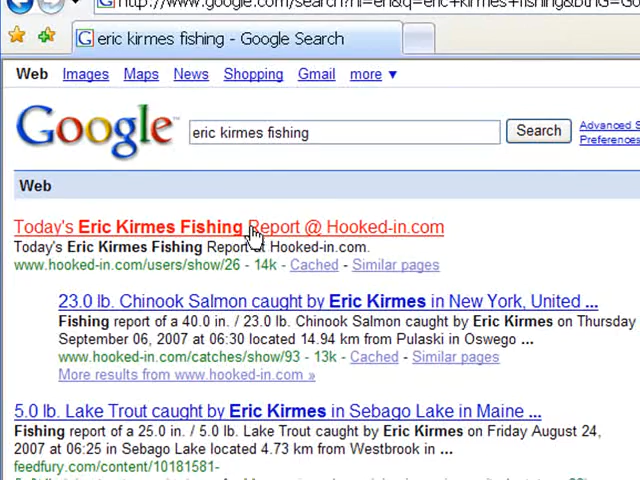 http://www.google.com/search?hl=en&q=eric+kirmes+fishing&btnG=Go
eric kirmes fishing - Google Search
Web Images Maps News Shopping Gmail more ▼
Google
eric kirmes fishing
Search
Advanced S
Preferences
Web
Today's Eric Kirmes Fishing Report @ Hooked-in.com
Today's Eric Kirmes Fishing Report at Hooked-in.com.
www.hooked-in.com/users/show/26 - 14k - Cached - Similar pages
23.0 lb. Chinook Salmon caught by Eric Kirmes in New York, United ...
Fishing report of a 40.0 in. / 23.0 lb. Chinook Salmon caught by Eric Kirmes on Thursday
September 06, 2007 at 06:30 located 14.94 km from Pulaski in Oswego ...
www.hooked-in.com/catches/show/93 - 13k - Cached - Similar pages
More results from www.hooked-in.com »
5.0 lb. Lake Trout caught by Eric Kirmes in Sebago Lake in Maine ...
Fishing report of a 25.0 in. / 5.0 lb. Lake Trout caught by Eric Kirmes on Friday August 24,
2007 at 06:25 in Sebago Lake located 4.73 km from Westbrook in ...
feedfury.com/content/10181581-